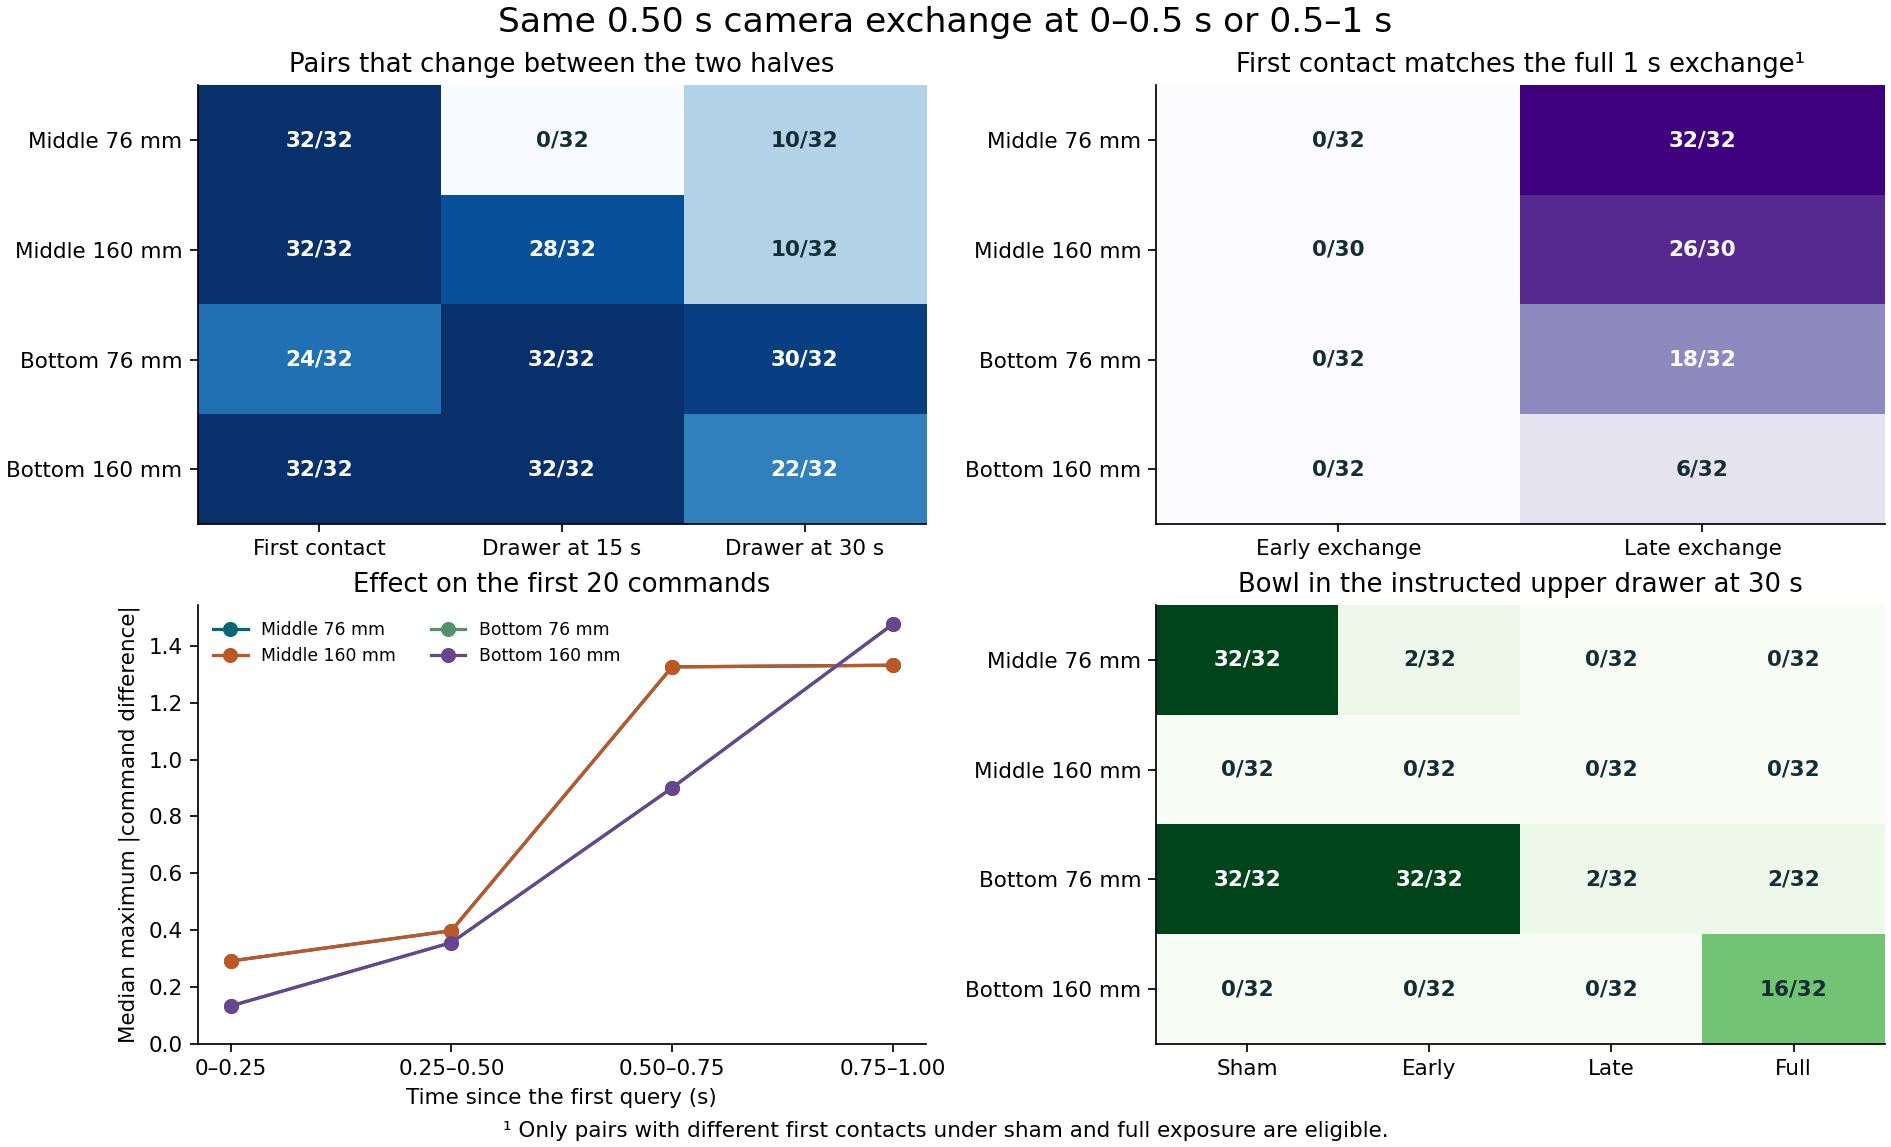 Same 0.50 s camera exchange at 0–0.5 s or 0.5–1 s
Pairs that change between the two halves
Middle 76 mm 32/32 0/32 10/32
Middle 160 mm 32/32 28/32 10/32
Bottom 76 mm 24/32 32/32 30/32
Bottom 160 mm 32/32 32/32 22/32
First contact Drawer at 15 s Drawer at 30 s
First contact matches the full 1 s exchange¹
Middle 76 mm 0/32 32/32
Middle 160 mm 0/30 26/30
Bottom 76 mm 0/32 18/32
Bottom 160 mm 0/32 6/32
Early exchange Late exchange
Effect on the first 20 commands
Median maximum |command difference|
1.4
1.2
1.0
0.8
0.6
0.4
0.2
0.0
Middle 76 mm Bottom 76 mm
Middle 160 mm Bottom 160 mm
0–0.25 0.25–0.50 0.50–0.75 0.75–1.00
Time since the first query (s)
Bowl in the instructed upper drawer at 30 s
Middle 76 mm 32/32 2/32 0/32 0/32
Middle 160 mm 0/32 0/32 0/32 0/32
Bottom 76 mm 32/32 32/32 2/32 2/32
Bottom 160 mm 0/32 0/32 0/32 16/32
Sham Early Late Full
¹ Only pairs with different first contacts under sham and full exposure are eligible.